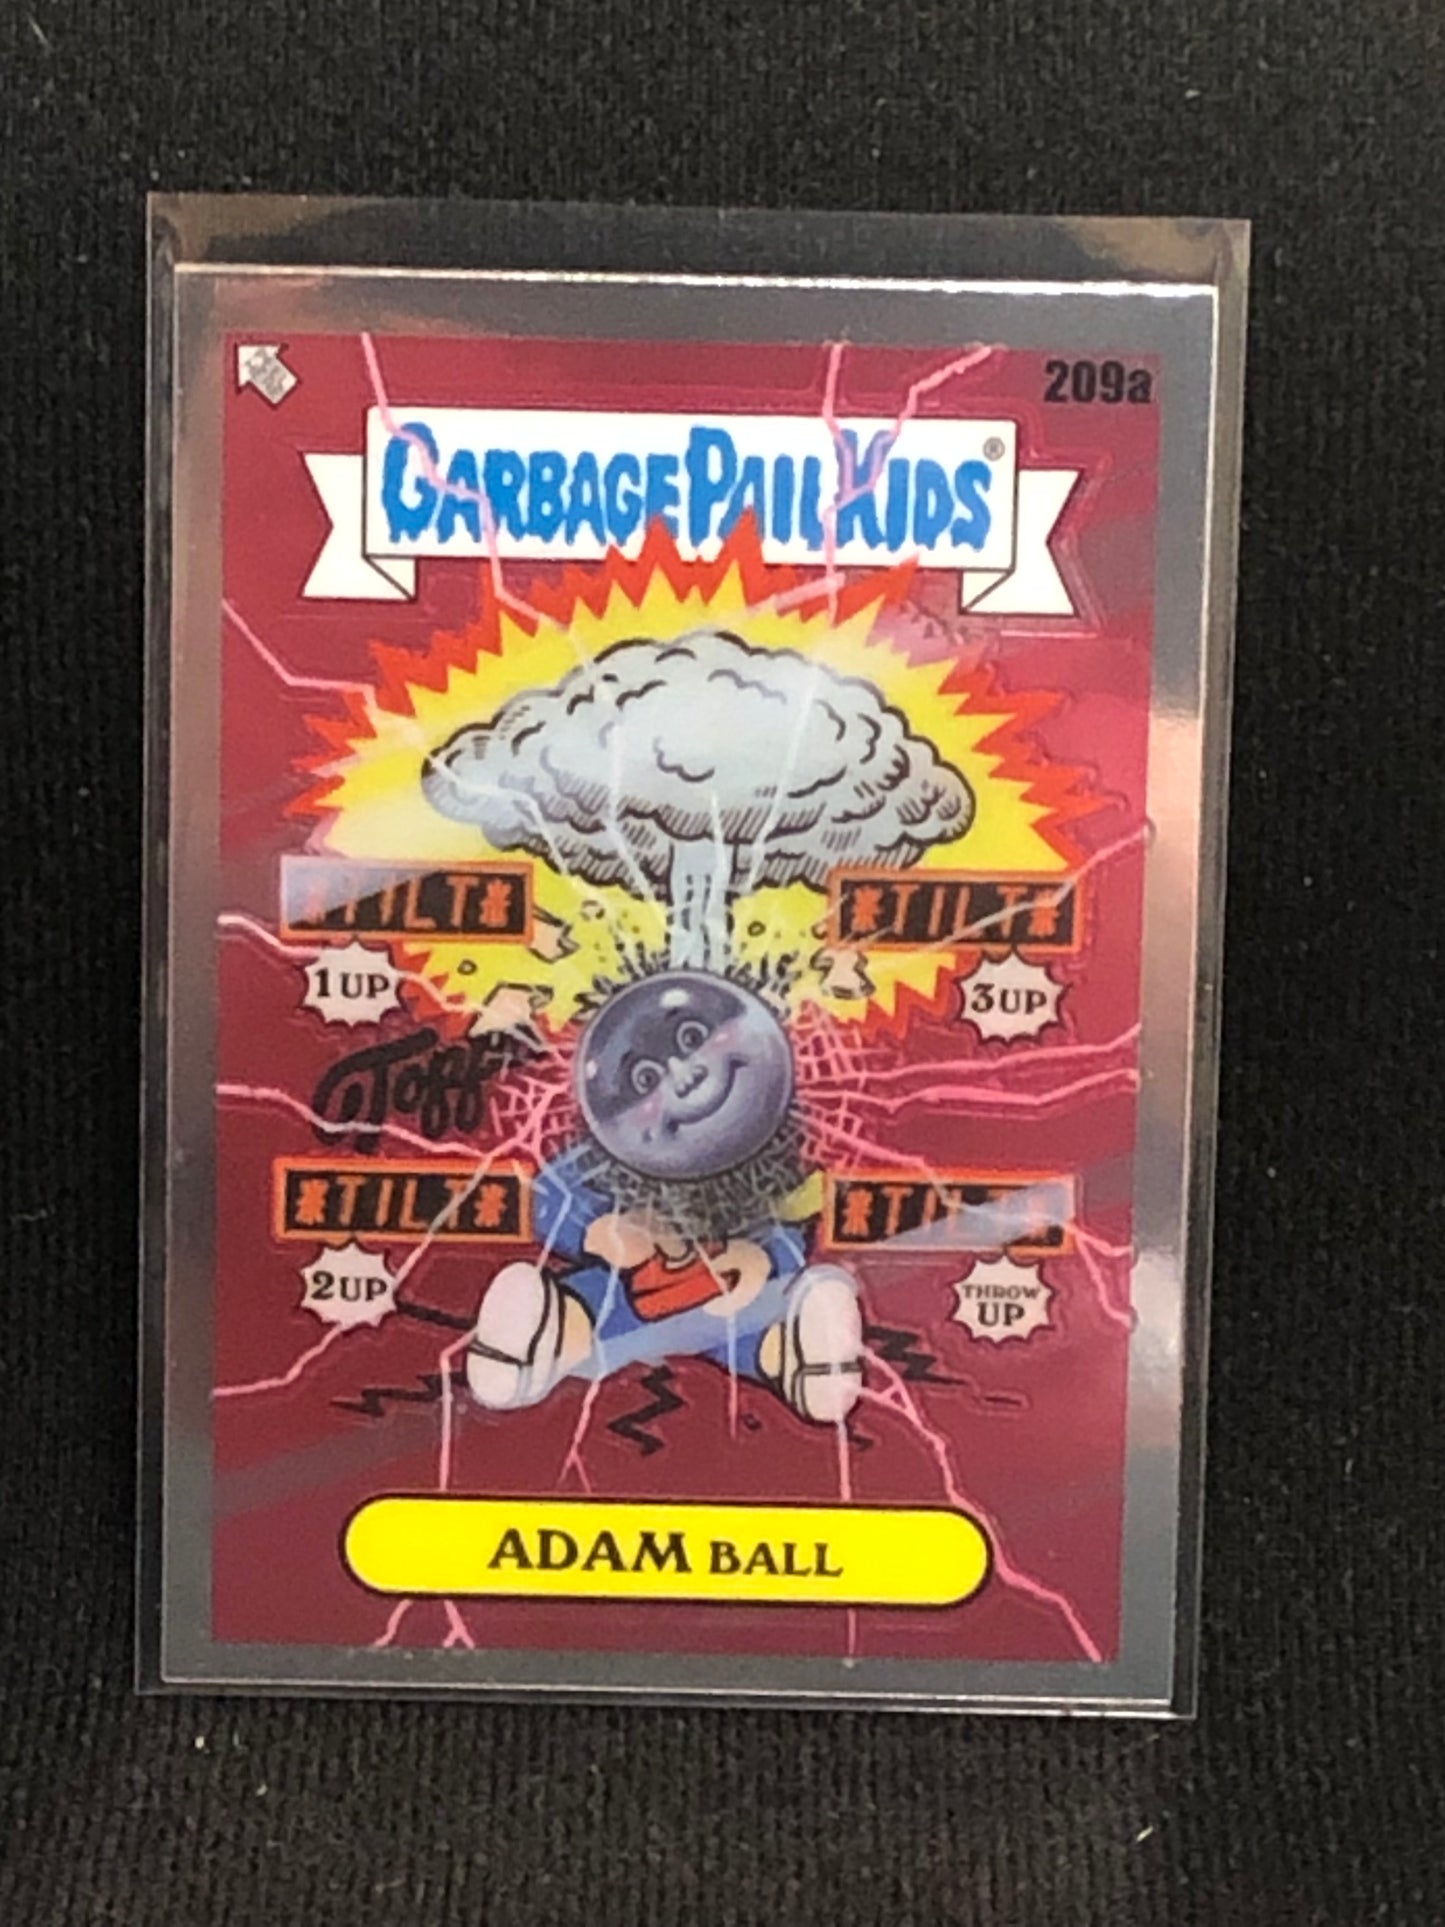 209a
GARBAGE PAIL KIDS®
*TILT* *TILT*
1UP 3UP
*TILT*
2UP THROW
UP
ADAM BALL